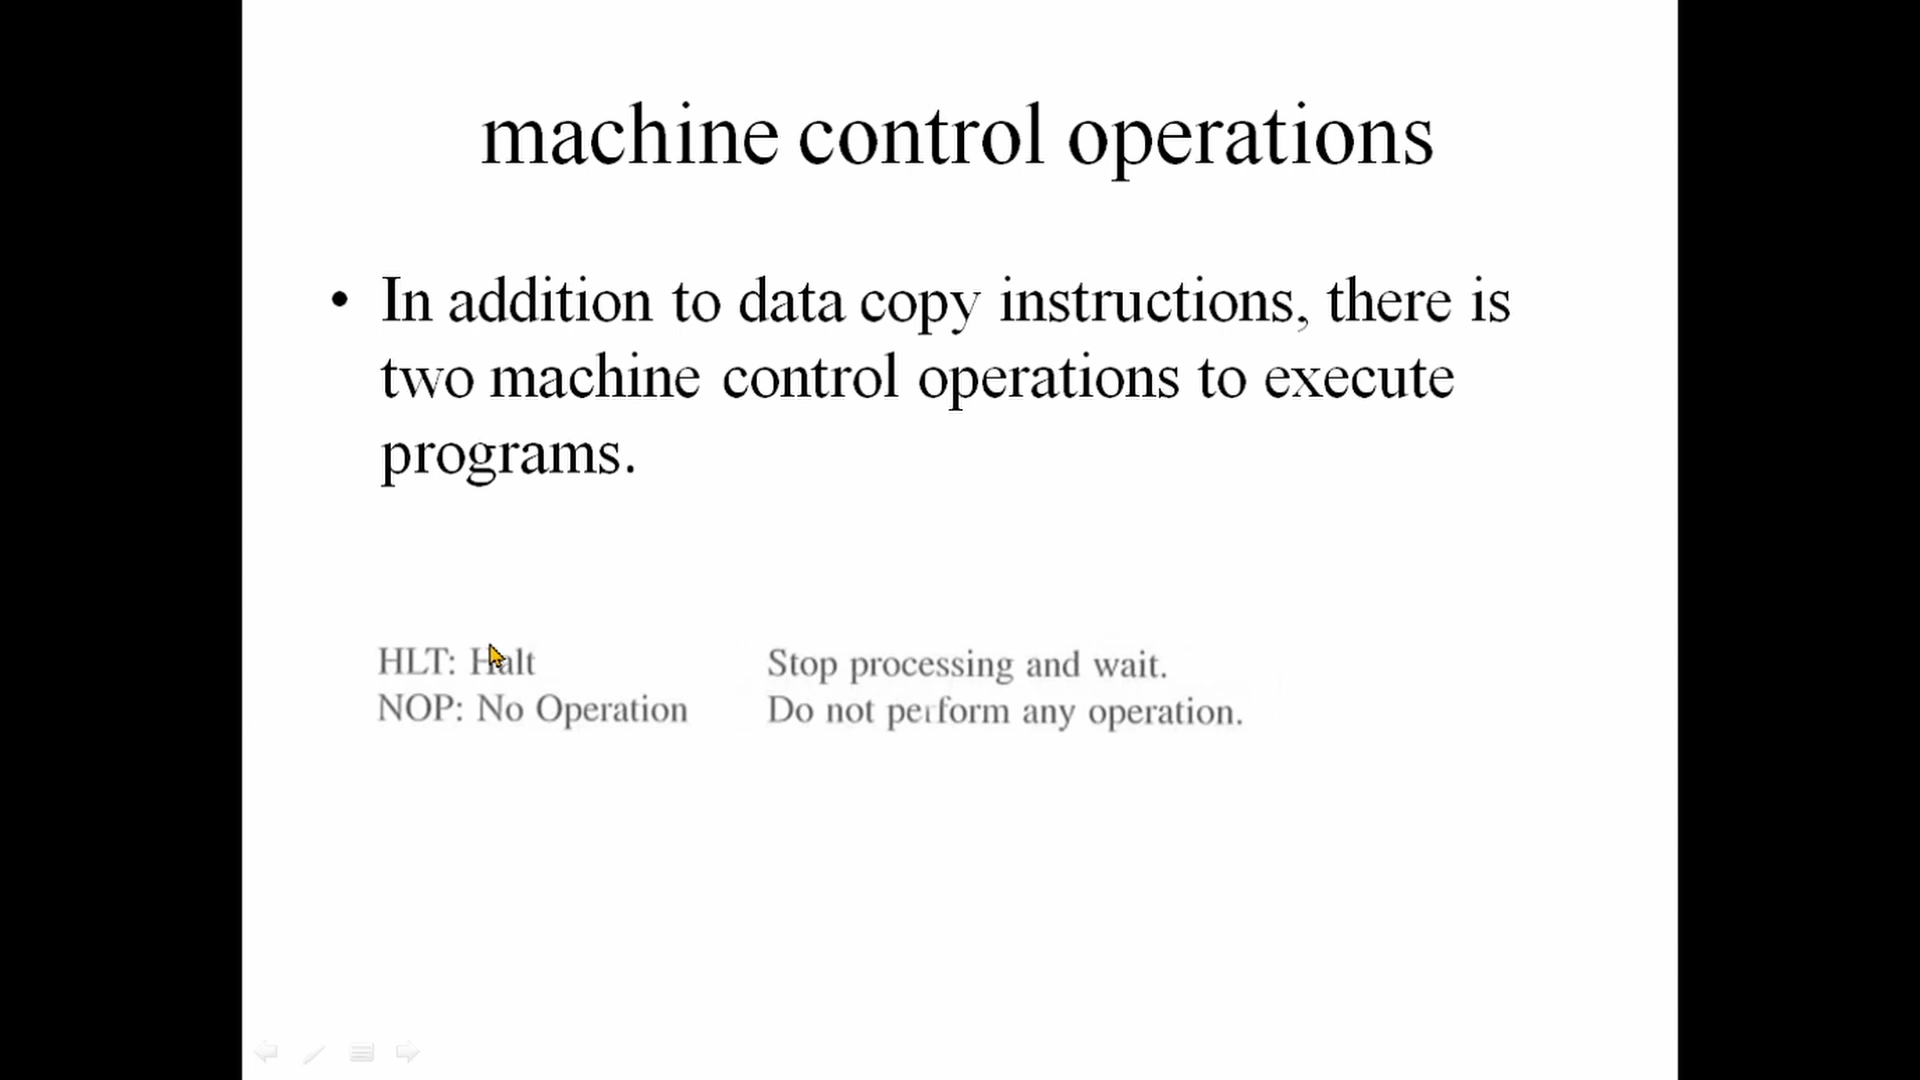 machine control operations
• In addition to data copy instructions, there is
two machine control operations to execute
programs.
HLT: Halt Stop processing and wait.
NOP: No Operation Do not perform any operation.